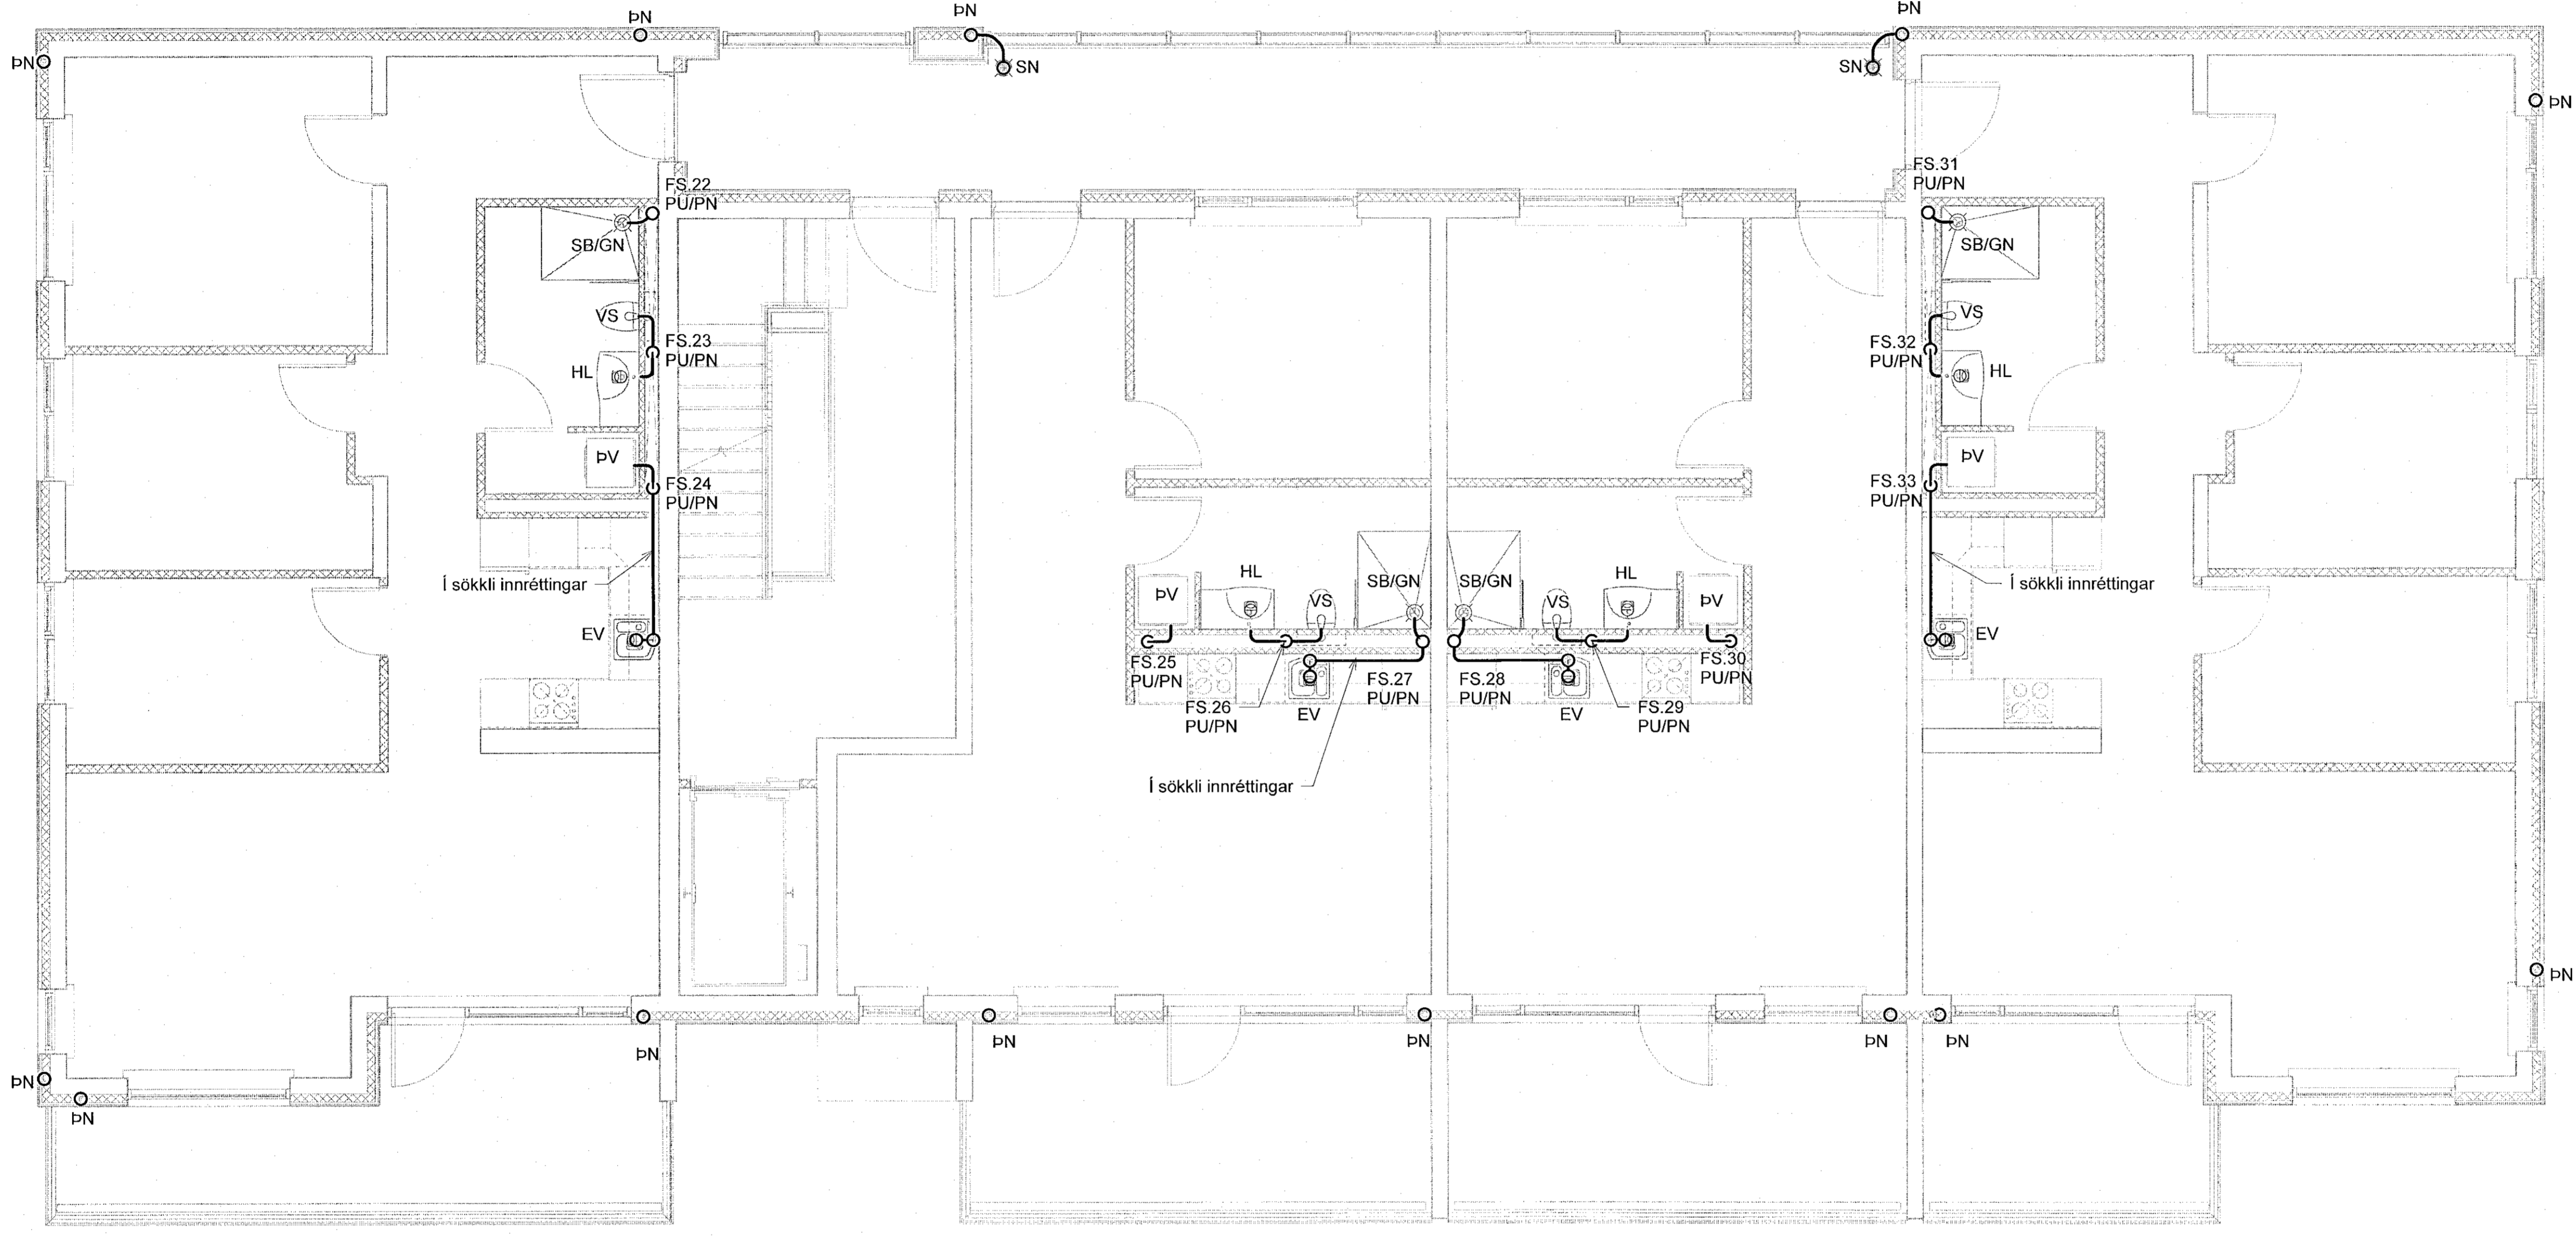 ÞN
ÞN
ÞN
ÞN
SN
SN
ÞN
ÞN
FS.22
PU/PN
SB/GN
VS
FS.23
PU/PN
HL
ÞV
FS.24
PU/PN
Í sökkli innréttingar
EV
FS.31
PU/PN
SB/GN
VS
FS.32
PU/PN
HL
ÞV
FS.33
PU/PN
Í sökkli innréttingar
EV
ÞV
HL
VS
SB/GN
SB/GN
VS
HL
ÞV
FS.25
PU/PN
FS.26
PU/PN
EV
FS.27
PU/PN
FS.28
PU/PN
EV
FS.29
PU/PN
FS.30
PU/PN
Í sökkli innréttingar
ÞN
ÞN
ÞN
ÞN
ÞN
ÞN
ÞN
ÞN